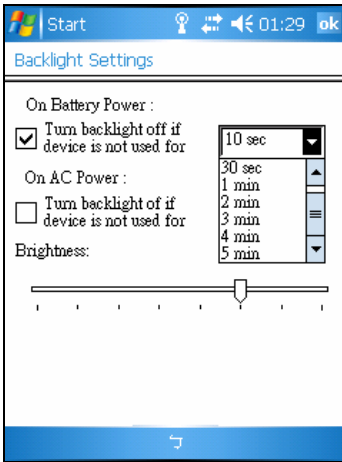 Start 01:29 ok
Backlight Settings
On Battery Power :
Turn backlight off if
device is not used for
10 sec
30 sec
1 min
2 min
3 min
4 min
5 min
On AC Power :
Turn backlight of if
device is not used for
Brightness: